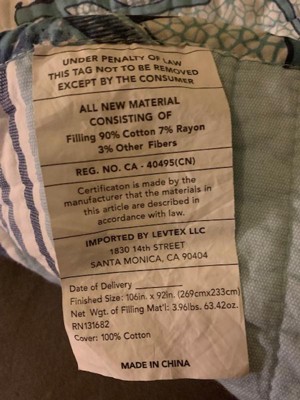 UNDER PENALTY OF LAW
THIS TAG NOT TO BE REMOVED
EXCEPT BY THE CONSUMER
ALL NEW MATERIAL
CONSISTING OF
Filling 90% Cotton 7% Rayon
3% Other Fibers
REG. NO. CA - 40495(CN)
Certificaton is made by the
manufacturer that the materials in
this article are described in
accordance with law.
IMPORTED BY LEVTEX LLC
1830 14th STREET
SANTA MONICA, CA 90404
Date of Delivery
Finished Size: 106in. x 92in. (269cmx233cm)
Net Wgt. of Filling Mat'l: 3.96lbs. 63.42oz.
RN131682
Cover: 100% Cotton
MADE IN CHINA